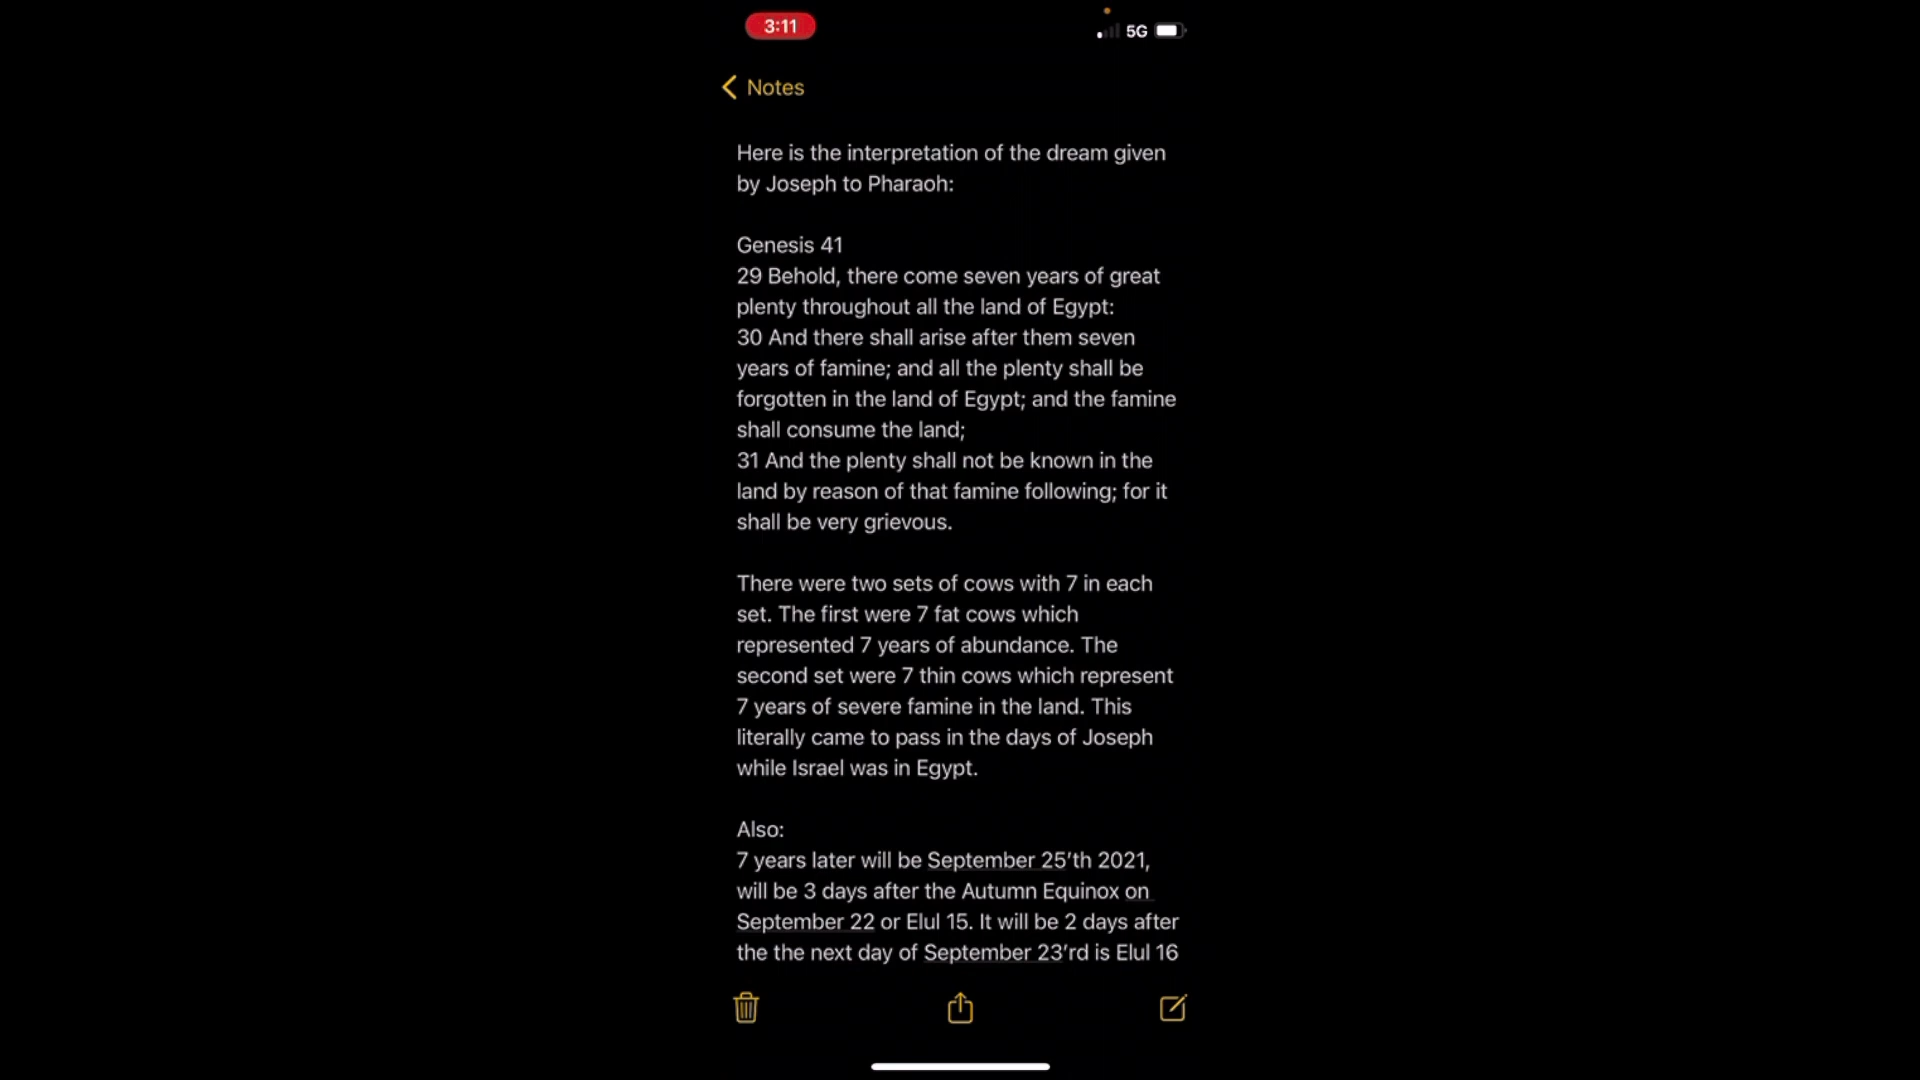 3:11
5G
Notes
Here is the interpretation of the dream given
by Joseph to Pharaoh:
Genesis 41
29 Behold, there come seven years of great
plenty throughout all the land of Egypt:
30 And there shall arise after them seven
years of famine; and all the plenty shall be
forgotten in the land of Egypt; and the famine
shall consume the land;
31 And the plenty shall not be known in the
land by reason of that famine following; for it
shall be very grievous.
There were two sets of cows with 7 in each
set. The first were 7 fat cows which
represented 7 years of abundance. The
second set were 7 thin cows which represent
7 years of severe famine in the land. This
literally came to pass in the days of Joseph
while Israel was in Egypt.
Also:
7 years later will be September 25’th 2021,
will be 3 days after the Autumn Equinox on
September 22 or Elul 15. It will be 2 days after
the the next day of September 23’rd is Elul 16